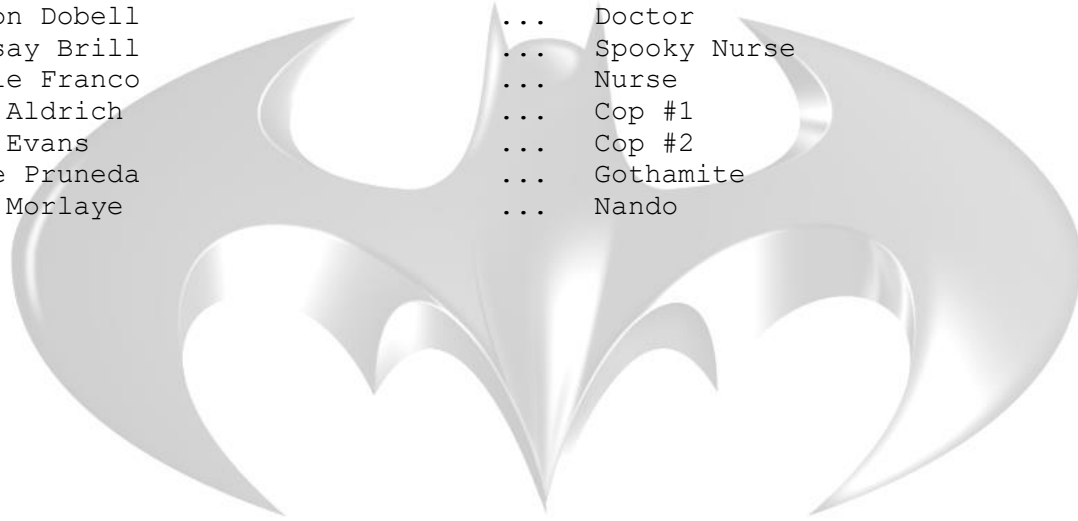 on Dobell ... Doctor
say Brill ... Spooky Nurse
le Franco ... Nurse
Aldrich ... Cop #1
Evans ... Cop #2
e Pruneda ... Gothamite
Morlaye ... Nando